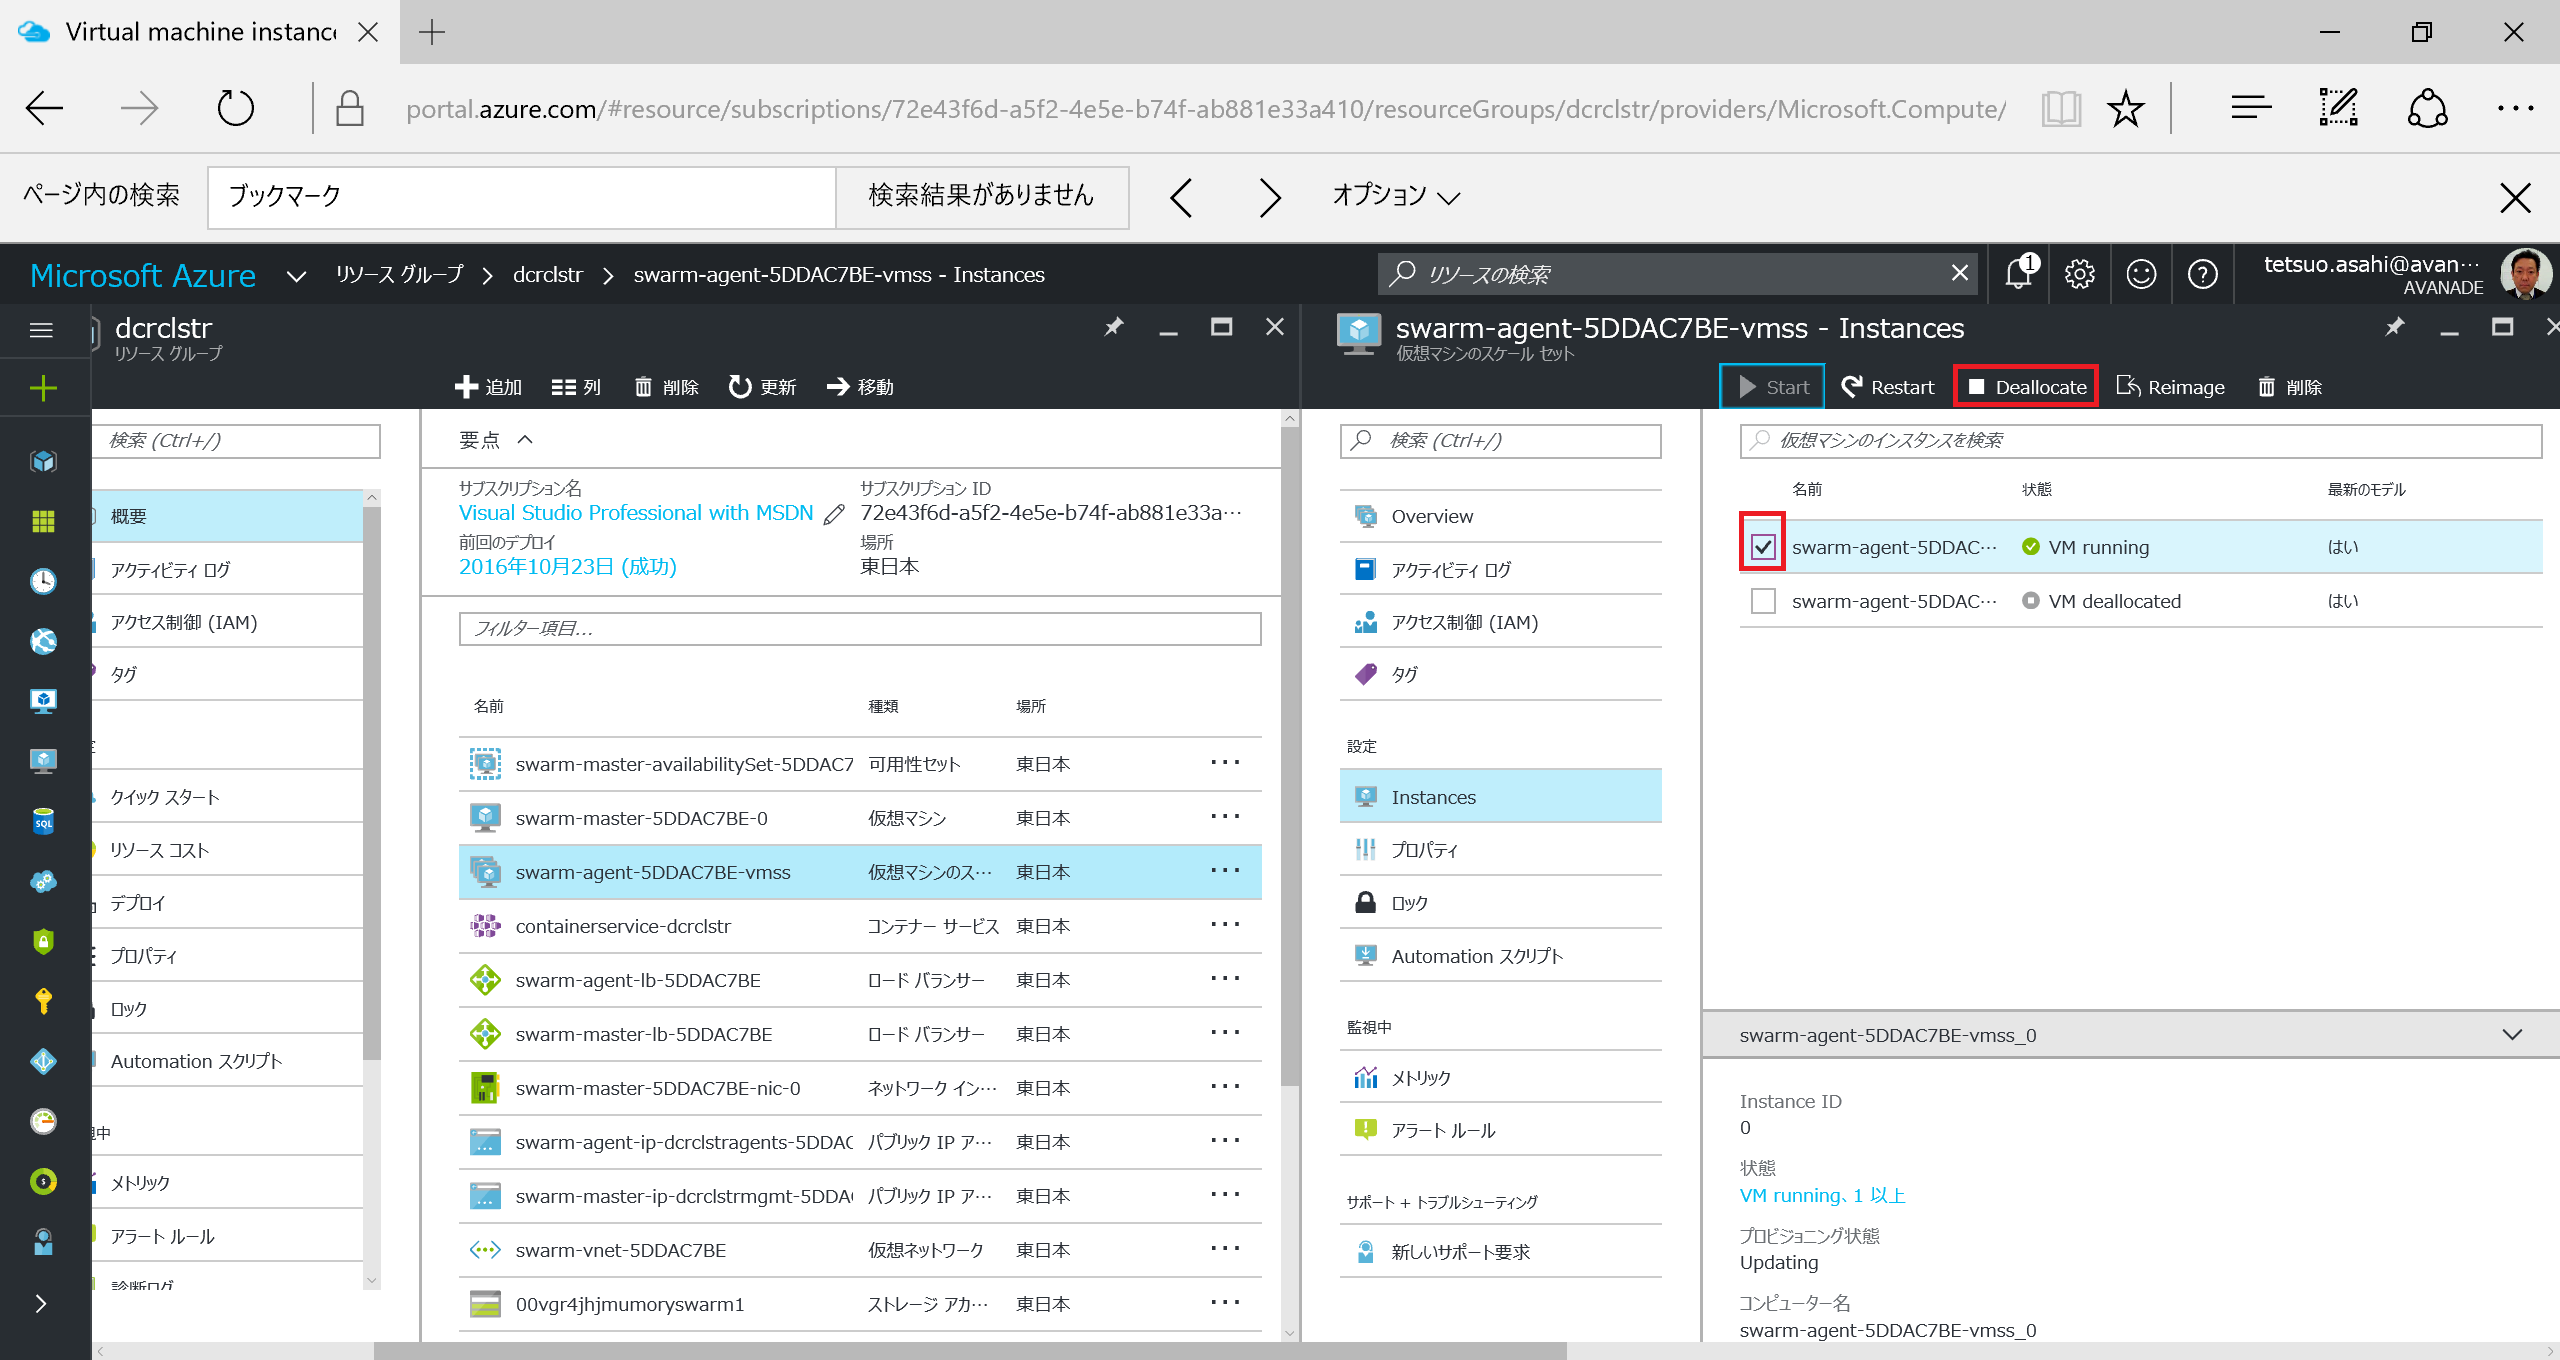 Virtual machine instanc
portal.azure.com/#resource/subscriptions/72e43f6d-a5f2-4e5e-b74f-ab881e33a410/resourceGroups/dcrclstr/providers/Microsoft.Compute/
ページ内の検索 ブックマーク 検索結果がありません オプション
Microsoft Azure リソース グループ dcrclstr swarm-agent-5DDAC7BE-vmss - Instances リソースの検索 1 tetsuo.asahi@avan…
AVANADE
dcrclstr
リソース グループ
追加 列 削除 更新 移動
検索 (Ctrl+/)
概要
アクティビティ ログ
アクセス制御 (IAM)
タグ
クイック スタート
リソース コスト
デプロイ
プロパティ
ロック
Automation スクリプト
視中
メトリック
アラート ルール
診断ログ
SQL
要点
サブスクリプション名 サブスクリプション ID
Visual Studio Professional with MSDN 72e43f6d-a5f2-4e5e-b74f-ab881e33a…
前回のデプロイ 場所
2016年10月23日 (成功) 東日本
フィルター項目...
名前 種類 場所
swarm-master-availabilitySet-5DDAC7 可用性セット 東日本 ...
swarm-master-5DDAC7BE-0 仮想マシン 東日本 ...
swarm-agent-5DDAC7BE-vmss 仮想マシンのス… 東日本 ...
containerservice-dcrclstr コンテナー サービス 東日本 ...
swarm-agent-lb-5DDAC7BE ロード バランサー 東日本 ...
swarm-master-lb-5DDAC7BE ロード バランサー 東日本 ...
swarm-master-5DDAC7BE-nic-0 ネットワーク イン… 東日本 ...
swarm-agent-ip-dcrclstragents-5DDAC パブリック IP ア… 東日本 ...
swarm-master-ip-dcrclstrmgmt-5DDA パブリック IP ア… 東日本 ...
swarm-vnet-5DDAC7BE 仮想ネットワーク 東日本 ...
00vgr4jhjmumoryswarm1 ストレージ アカ… 東日本 ...
swarm-agent-5DDAC7BE-vmss - Instances
仮想マシンのスケール セット
Start Restart Deallocate Reimage 削除
検索 (Ctrl+/)
Overview
アクティビティ ログ
アクセス制御 (IAM)
タグ
設定
Instances
プロパティ
ロック
Automation スクリプト
監視中
メトリック
アラート ルール
サポート + トラブルシューティング
新しいサポート要求
仮想マシンのインスタンスを検索
名前 状態 最新のモデル
swarm-agent-5DDAC… VM running はい
swarm-agent-5DDAC… VM deallocated はい
swarm-agent-5DDAC7BE-vmss_0
Instance ID
0
状態
VM running、1 以上
プロビジョニング状態
Updating
コンピューター名
swarm-agent-5DDAC7BE-vmss_0